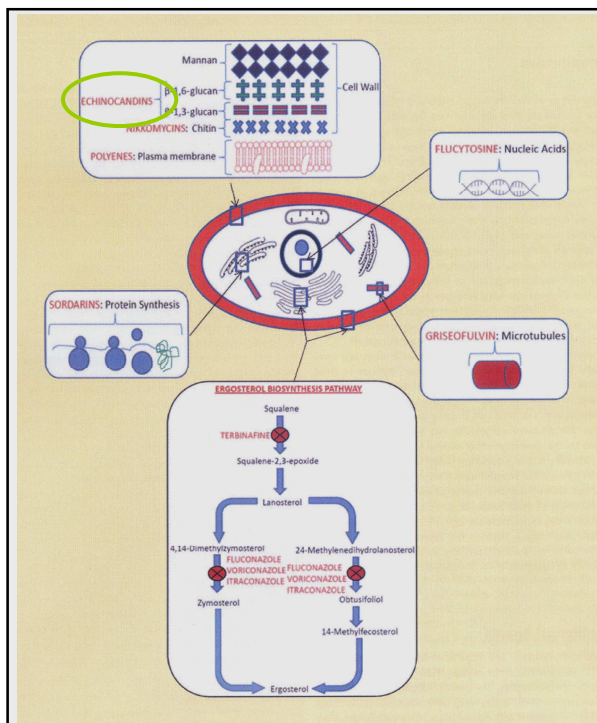 Mannan
β-1,6-glucan
Cell Wall
ECHINOCANDINS
β-1,3-glucan
NIKKOMYCINS: Chitin
POLYENES: Plasma membrane
FLUCYTOSINE: Nucleic Acids
SORDARINS: Protein Synthesis
GRISEOFULVIN: Microtubules
ERGOSTEROL BIOSYNTHESIS PATHWAY
Squalene
TERBINAFINE
Squalene-2,3-epoxide
Lanosterol
4,14-Dimethylzymosterol
24-Methylenedihydrolanosterol
FLUCONAZOLE
VORICONAZOLE
ITRACONAZOLE
FLUCONAZOLE
VORICONAZOLE
ITRACONAZOLE
Zymosterol
Obtusifoliol
14-Methylfecosterol
Ergosterol